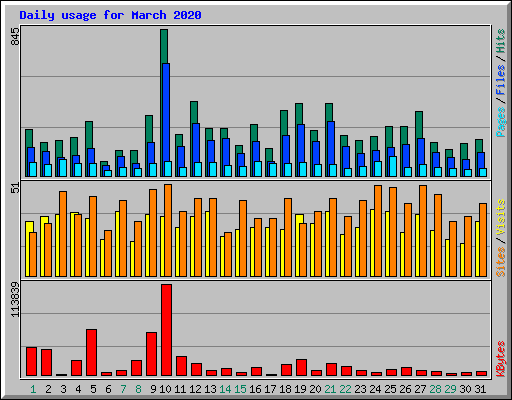 Daily usage for March 2020
845
Pages / Files / Hits
51
Sites / Visits
113839
KBytes
1 2 3 4 5 6 7 8 9 10 11 12 13 14 15 16 17 18 19 20 21 22 23 24 25 26 27 28 29 30 31